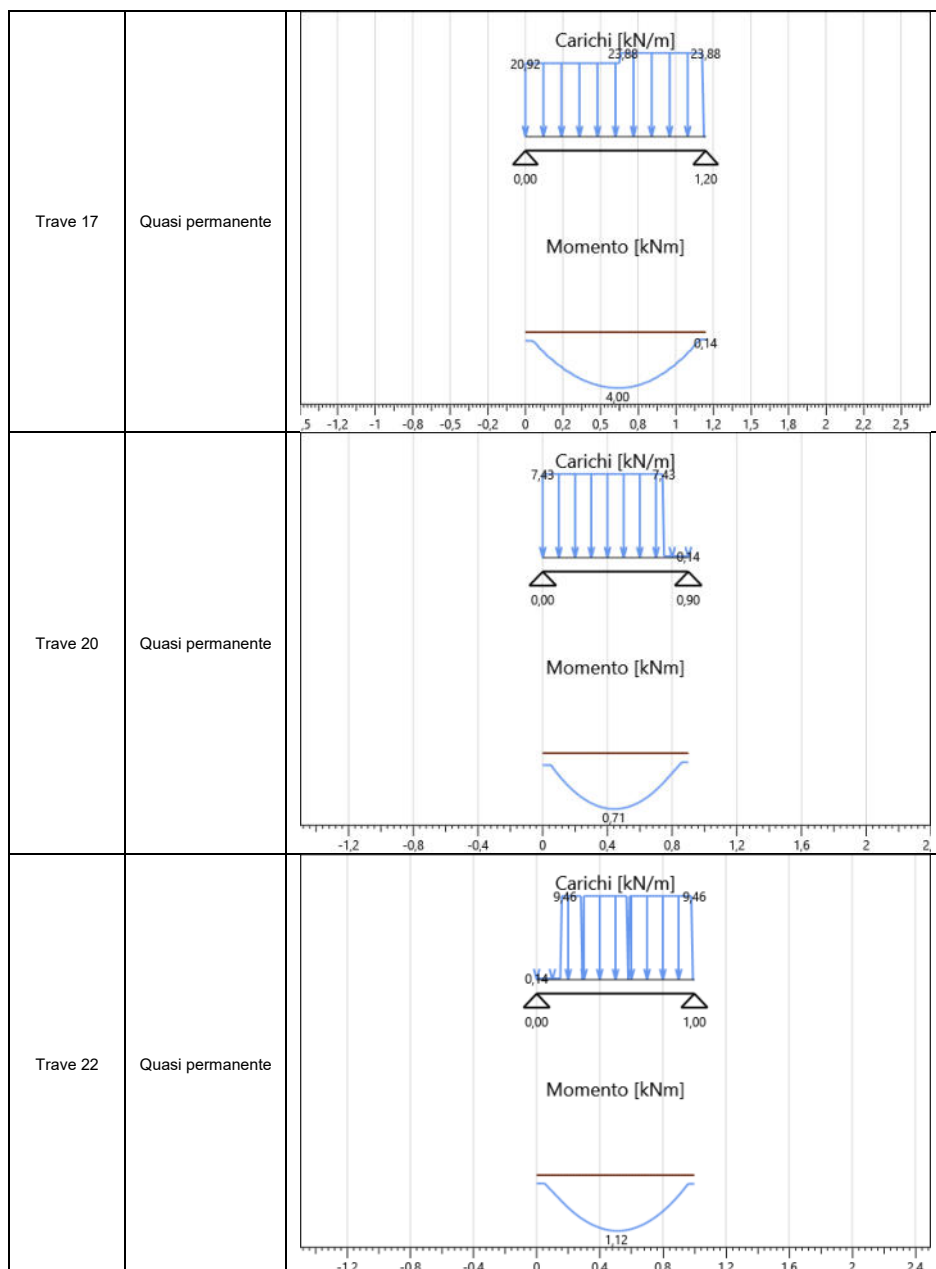 Trave 17
Quasi permanente
Carichi [kN/m]
20,92 23,88 23,88
0,00 1,20
Momento [kNm]
0,14
4,00
,5 -1,2 -1 -0,8 -0,5 -0,2 0 0,2 0,5 0,8 1 1,2 1,5 1,8 2 2,2 2,5
Trave 20
Quasi permanente
Carichi [kN/m]
7,43 7,43
0,14
0,00 0,90
Momento [kNm]
0,71
-1,2 -0,8 -0,4 0 0,4 0,8 1,2 1,6 2 2,
Trave 22
Quasi permanente
Carichi [kN/m]
9,46 9,46
0,14
0,00 1,00
Momento [kNm]
1,12
-1,2 -0,8 -0,4 0 0,4 0,8 1,2 1,6 2 2,4